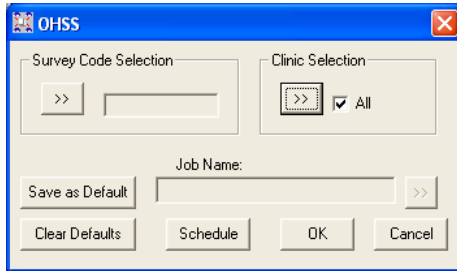 OHSS
Survey Code Selection
Clinic Selection
>>
>> All
Job Name:
Save as Default
>>
Clear Defaults Schedule OK Cancel